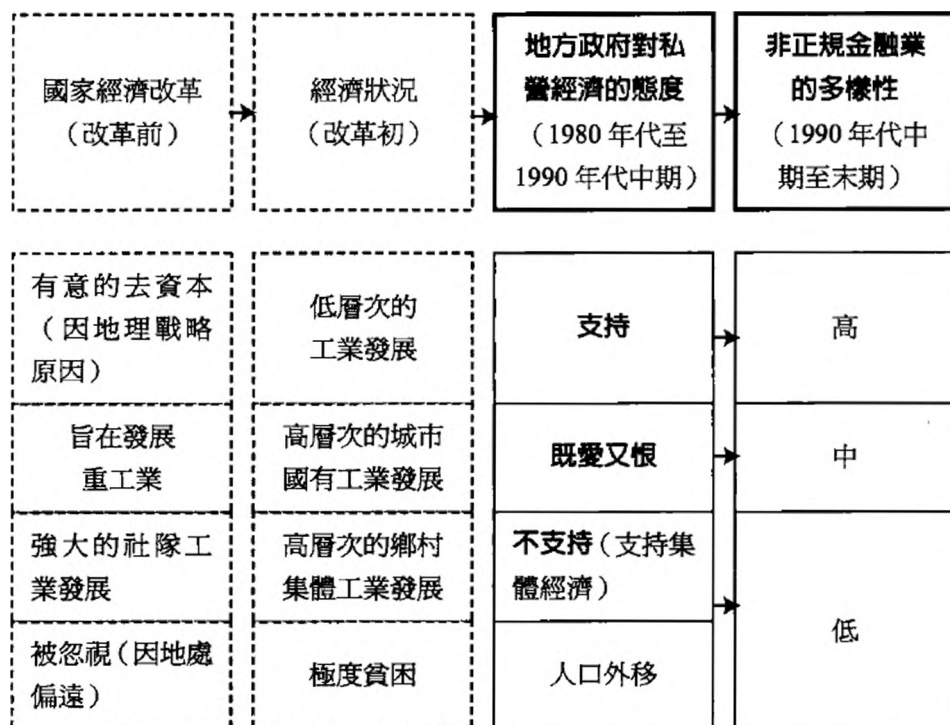 國家經濟改革
(改革前)
經濟狀況
(改革初)
地方政府對私
營經濟的態度
(1980 年代至
1990 年代中期)
非正規金融業
的多樣性
(1990 年代中
期至末期)
有意的去資本
(因地理戰略
原因)
低層次的
工業發展
支持
高
旨在發展
重工業
高層次的城市
國有工業發展
既愛又恨
中
強大的社隊工
業發展
高層次的鄉村
集體工業發展
不支持(支持集
體經濟)
低
被忽視(因地處
偏遠)
極度貧困
人口外移